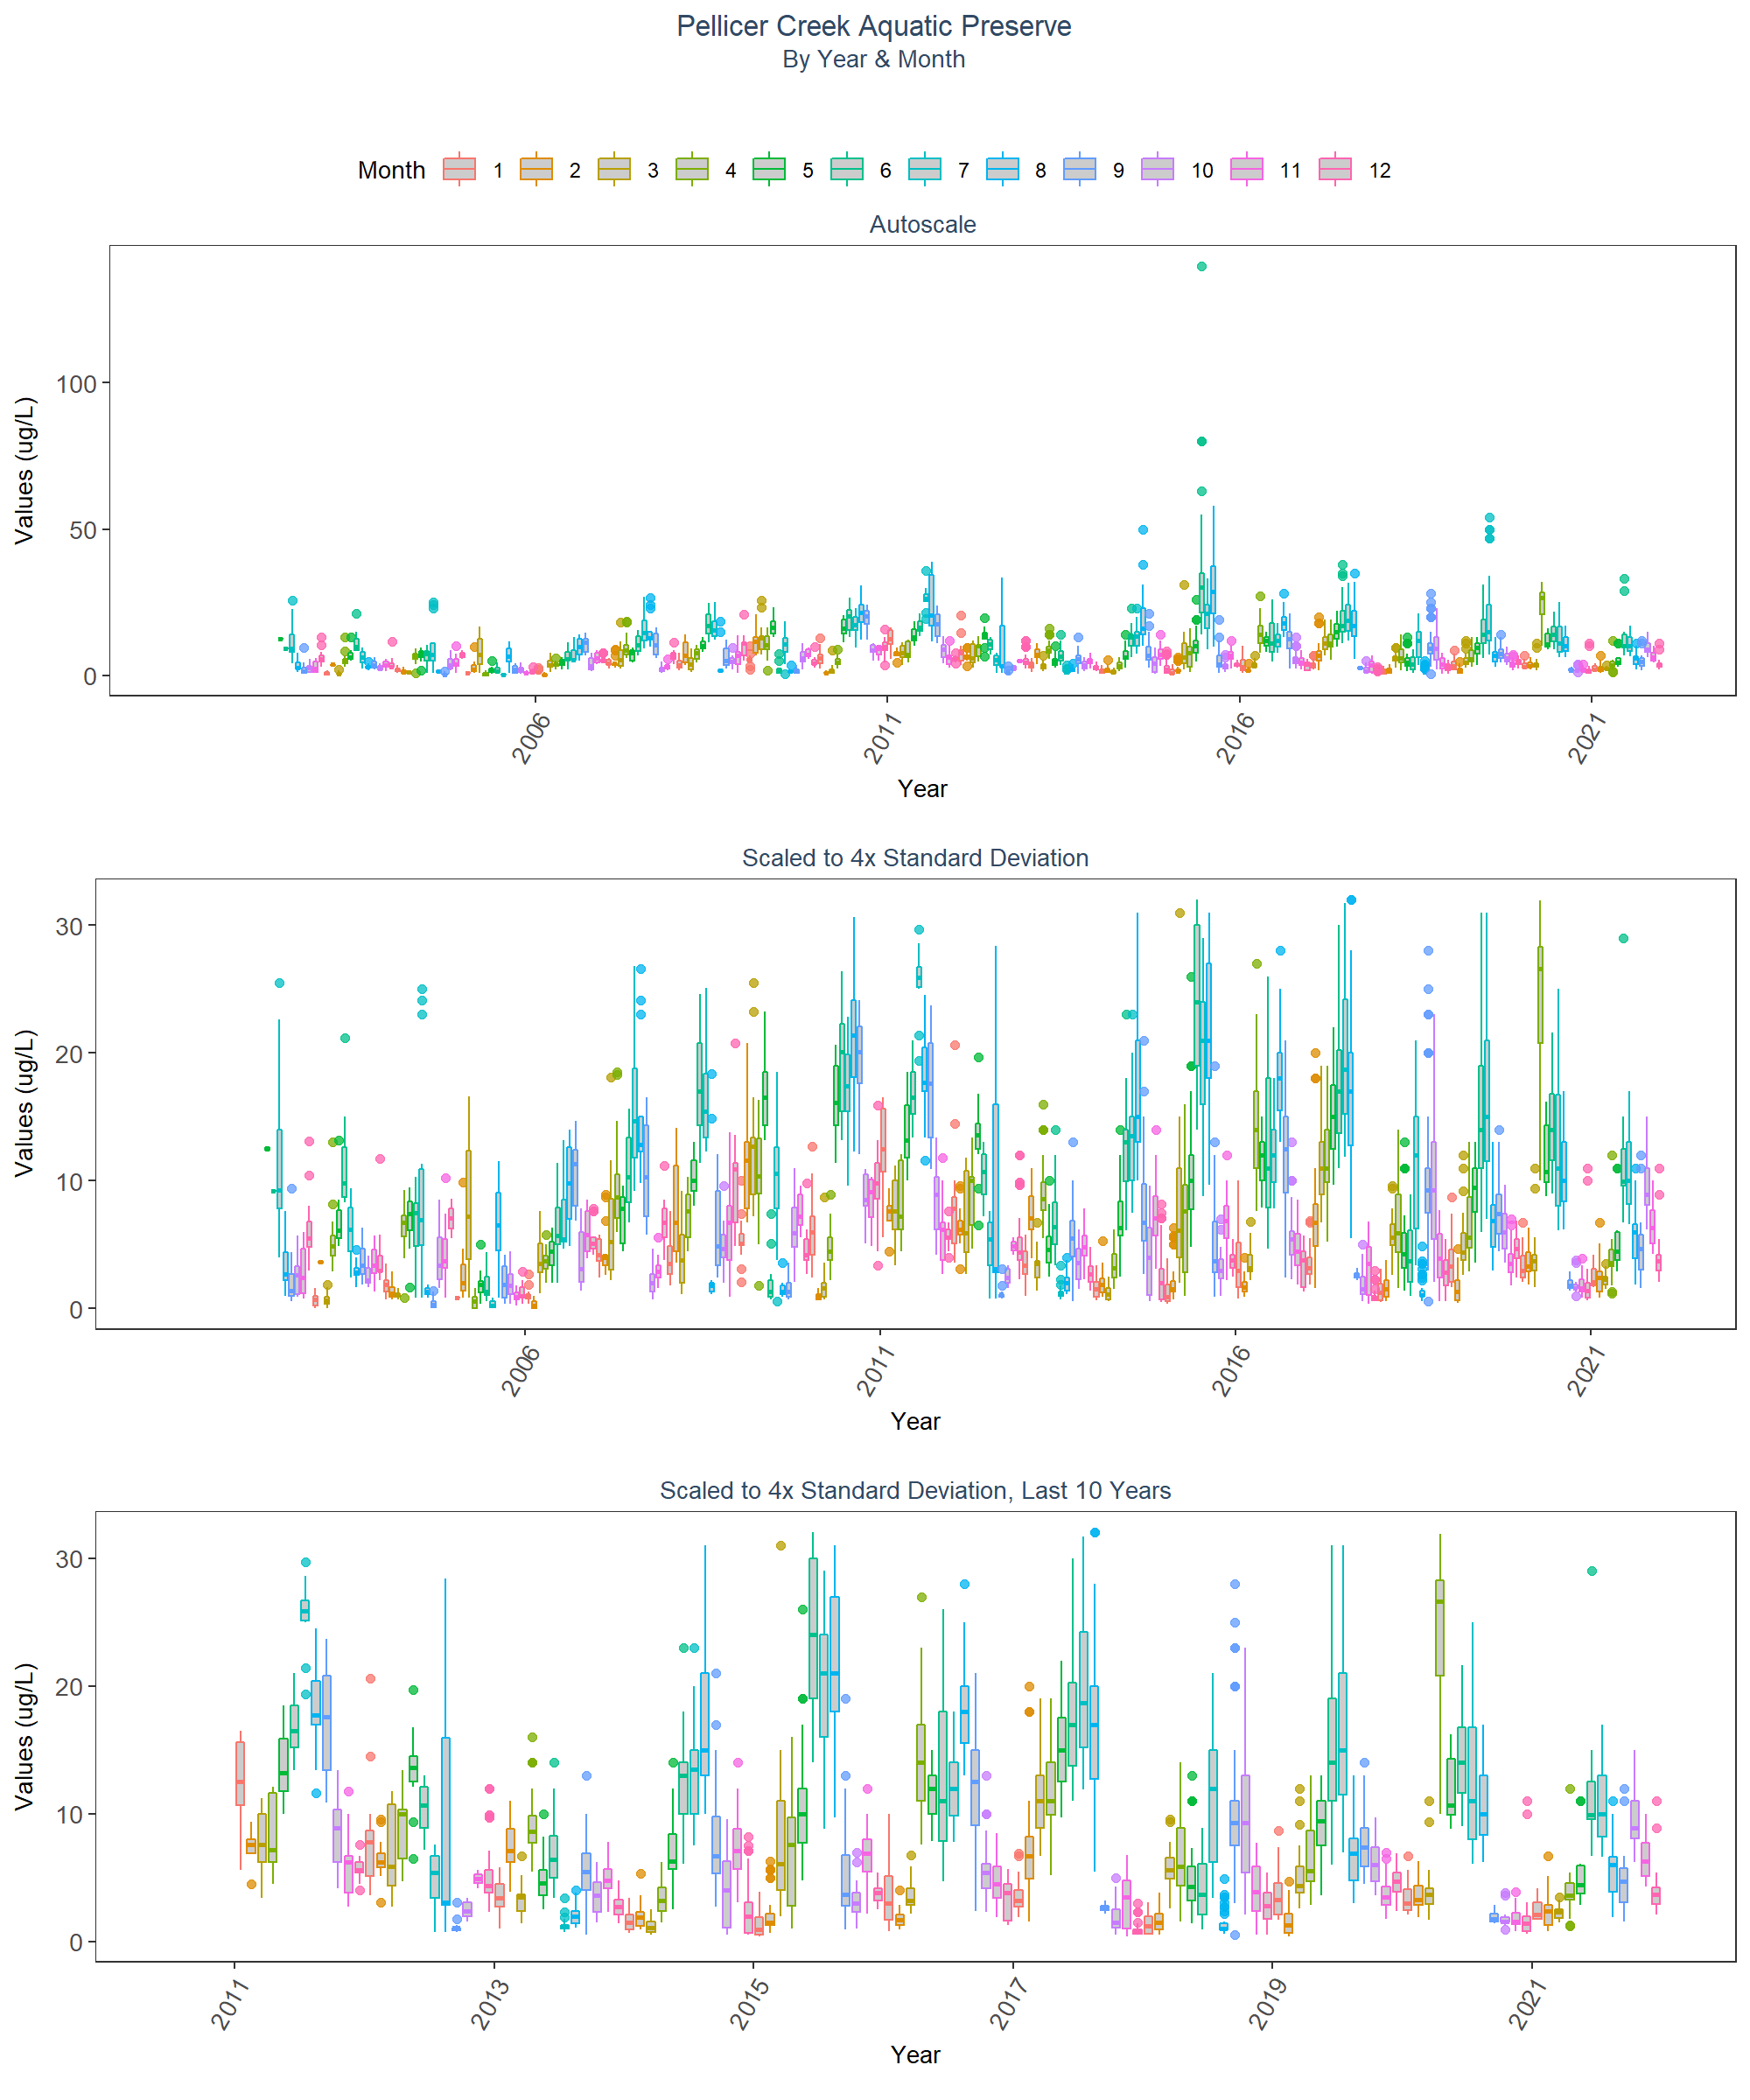 Pellicer Creek Aquatic Preserve
By Year & Month
Month 1 2 3 4 5 6 7 8 9 10 11 12
Autoscale
Values (ug/L)
100
50
0
2006 2011 2016 2021
Year
Scaled to 4x Standard Deviation
Values (ug/L)
30
20
10
0
2006 2011 2016 2021
Year
Scaled to 4x Standard Deviation, Last 10 Years
Values (ug/L)
30
20
10
0
2011 2013 2015 2017 2019 2021
Year